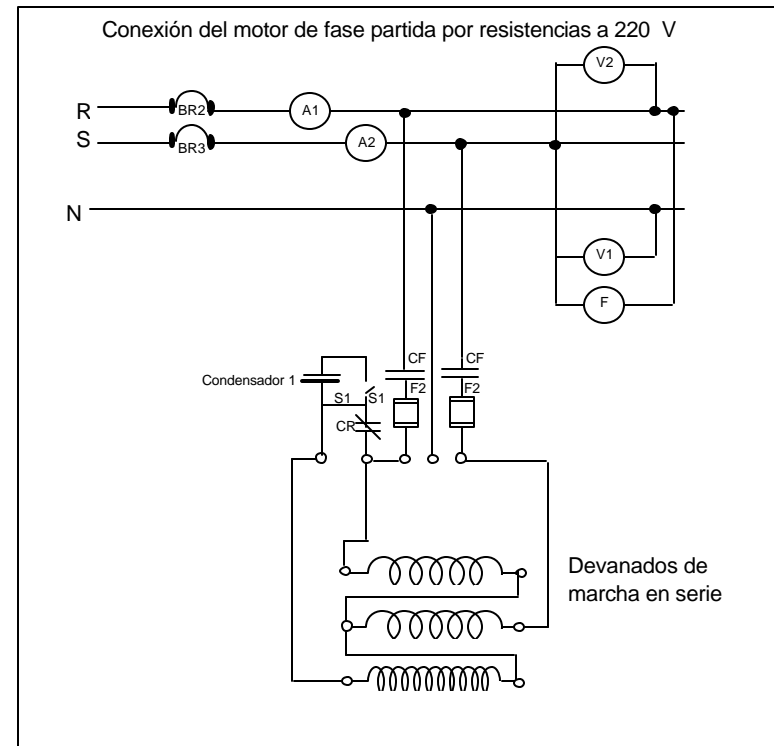 Conexión del motor de fase partida por resistencias a 220 V
V2
R
BR2
A1
S
BR3
A2
N
V1
F
CF
CF
Condensador 1
S1
S1
F2
F2
CR
Devanados de
marcha en serie